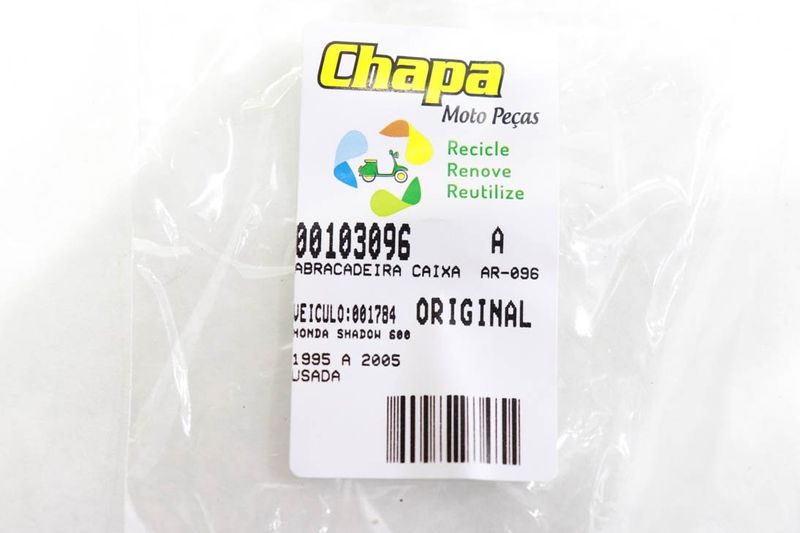 Chapa
Moto Peças
Recicle
Renove
Reutilize
00103096 A
ABRACADEIRA CAIXA AR-096
VEICULO:001784 ORIGINAL
HONDA SHADOW 600
1995 A 2005
USADA